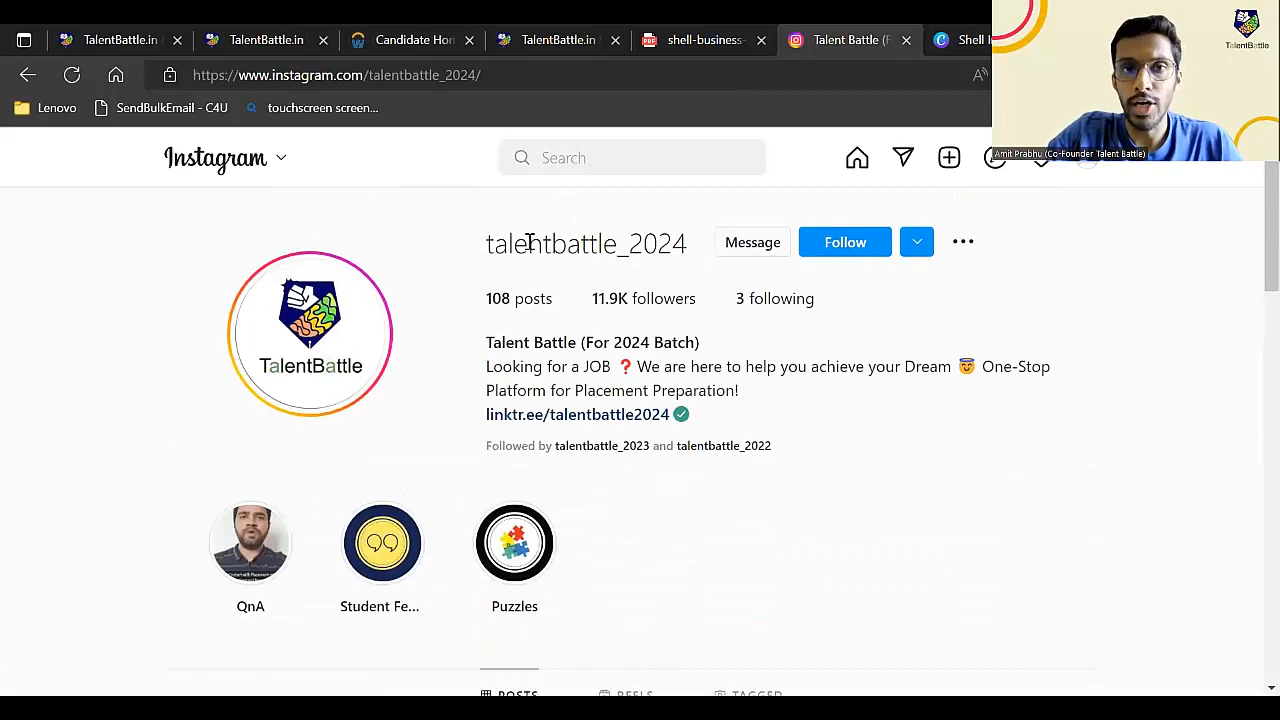 TalentBattle.in
TalentBattle.in
Candidate Hom
TalentBattle.in
shell-business-
Talent Battle (F
Shell
https://www.instagram.com/talentbattle_2024/
Lenovo
SendBulkEmail - C4U
touchscreen screen...
TalentBattle
Amit Prabhu (Co-Founder Talent Battle)
Instagram
Search
talentbattle_2024
Message
Follow
108 posts
11.9K followers
3 following
TalentBattle
Talent Battle (For 2024 Batch)
Looking for a JOB ❓We are here to help you achieve your Dream 😇 One-Stop
Platform for Placement Preparation!
linktr.ee/talentbattle2024
Followed by talentbattle_2023 and talentbattle_2022
QnA
Student Fe...
Puzzles
POSTS
REELS
TAGGED